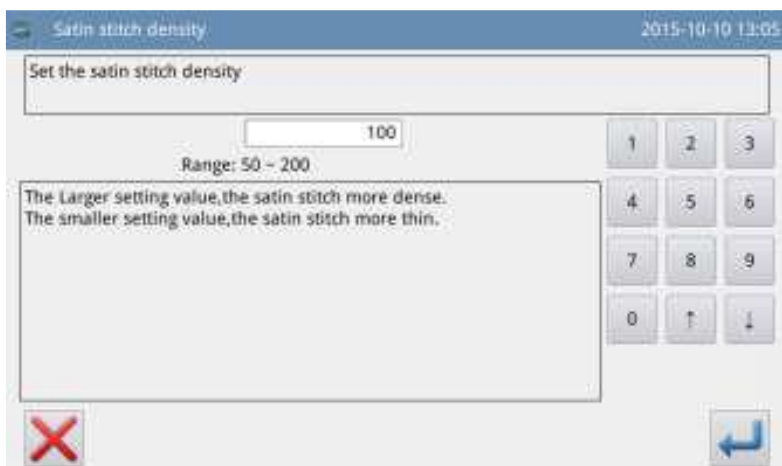 Satin stitch density 2015-10-10 13:05
Set the satin stitch density
100
Range: 50 ~ 200
The Larger setting value,the satin stitch more dense.
The smaller setting value,the satin stitch more thin.
1 2 3
4 5 6
7 8 9
0 ↑ ↓